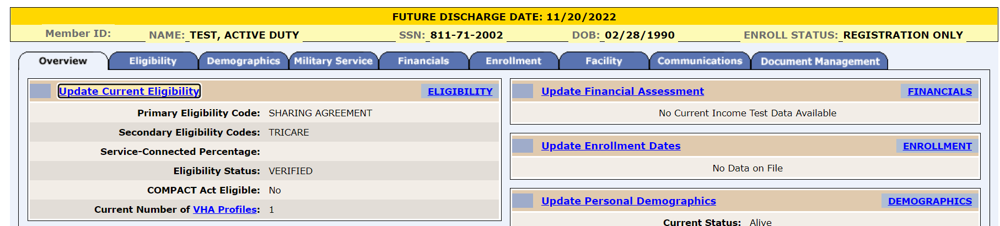 FUTURE DISCHARGE DATE: 11/20/2022
Member ID: NAME: TEST, ACTIVE DUTY SSN: 811-71-2002 DOB: 02/28/1990 ENROLL STATUS: REGISTRATION ONLY
Overview Eligibility Demographics Military Service Financials Enrollment Facility Communications Document Management
Update Current Eligibility ELIGIBILITY
Primary Eligibility Code: SHARING AGREEMENT
Secondary Eligibility Codes: TRICARE
Service-Connected Percentage:
Eligibility Status: VERIFIED
COMPACT Act Eligible: No
Current Number of VHA Profiles: 1
Update Financial Assessment FINANCIALS
No Current Income Test Data Available
Update Enrollment Dates ENROLLMENT
No Data on File
Update Personal Demographics DEMOGRAPHICS
Current Status: Alive